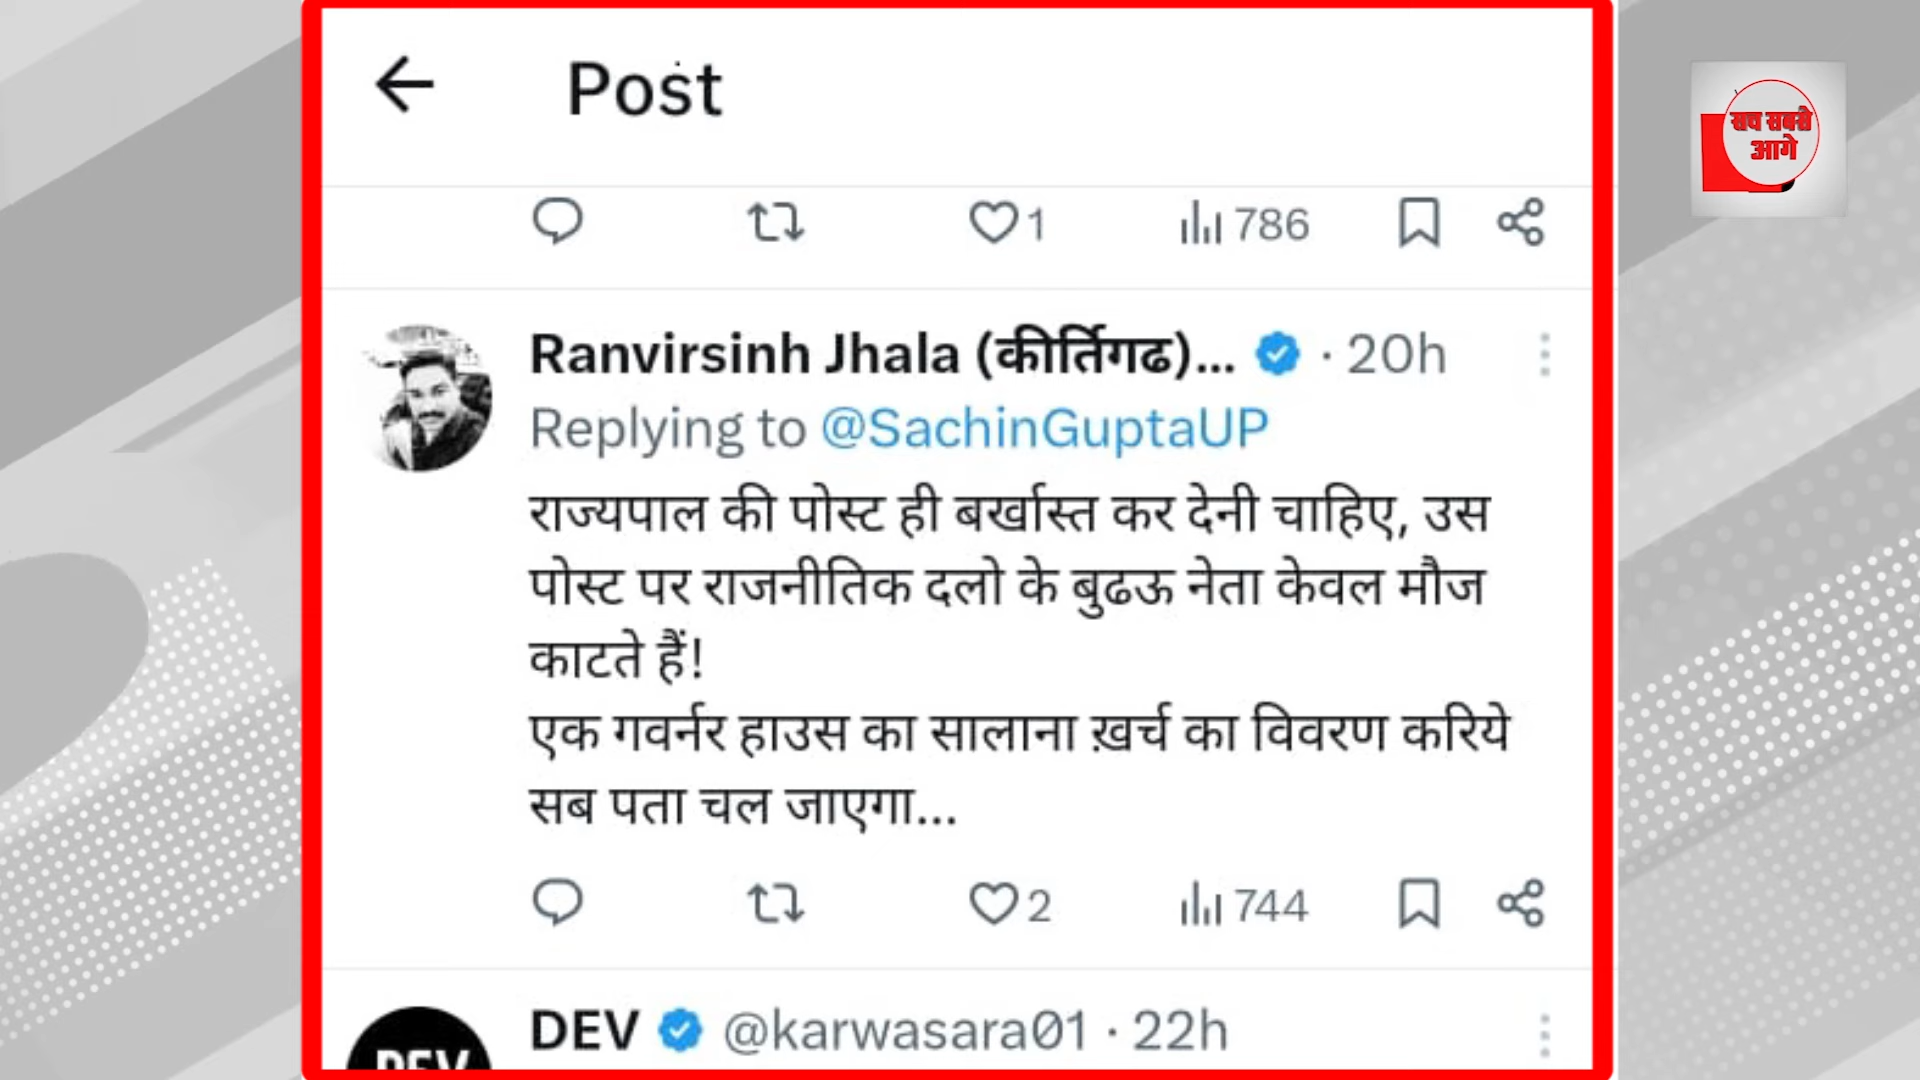 Post
सच सबसे
आगे
1
786
Ranvirsinh Jhala (कीर्तिगढ)... · 20h
Replying to @SachinGuptaUP
राज्यपाल की पोस्ट ही बर्खास्त कर देनी चाहिए, उस
पोस्ट पर राजनीतिक दलो के बुढऊ नेता केवल मौज
काटते हैं!
एक गवर्नर हाउस का सालाना ख़र्च का विवरण करिये
सब पता चल जाएगा...
2
744
DEV @karwasara01 · 22h
DEV